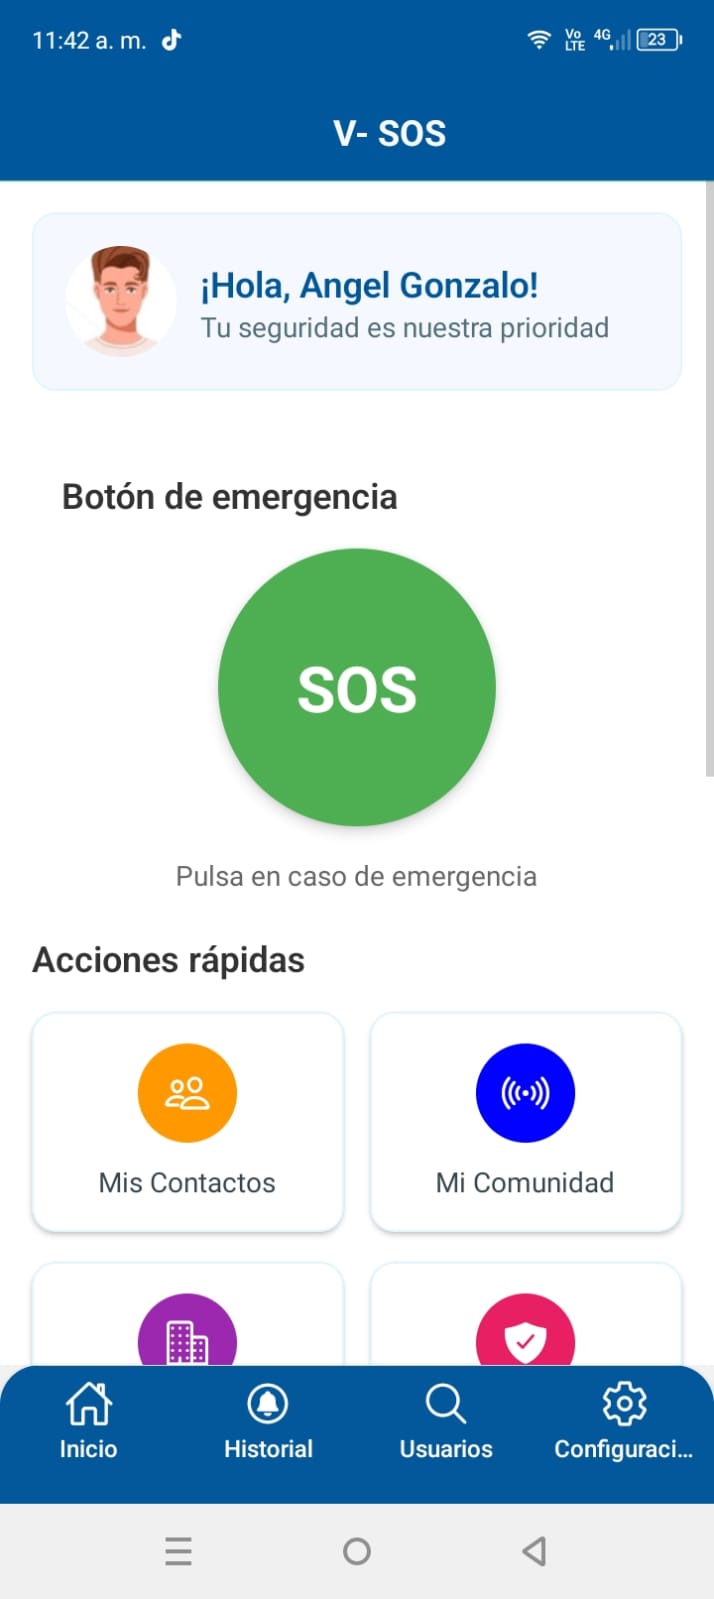 11:42 a. m.
Vo LTE 4G 23
V- SOS
¡Hola, Angel Gonzalo!
Tu seguridad es nuestra prioridad
Botón de emergencia
SOS
Pulsa en caso de emergencia
Acciones rápidas
Mis Contactos
Mi Comunidad
Inicio
Historial
Usuarios
Configuraci...